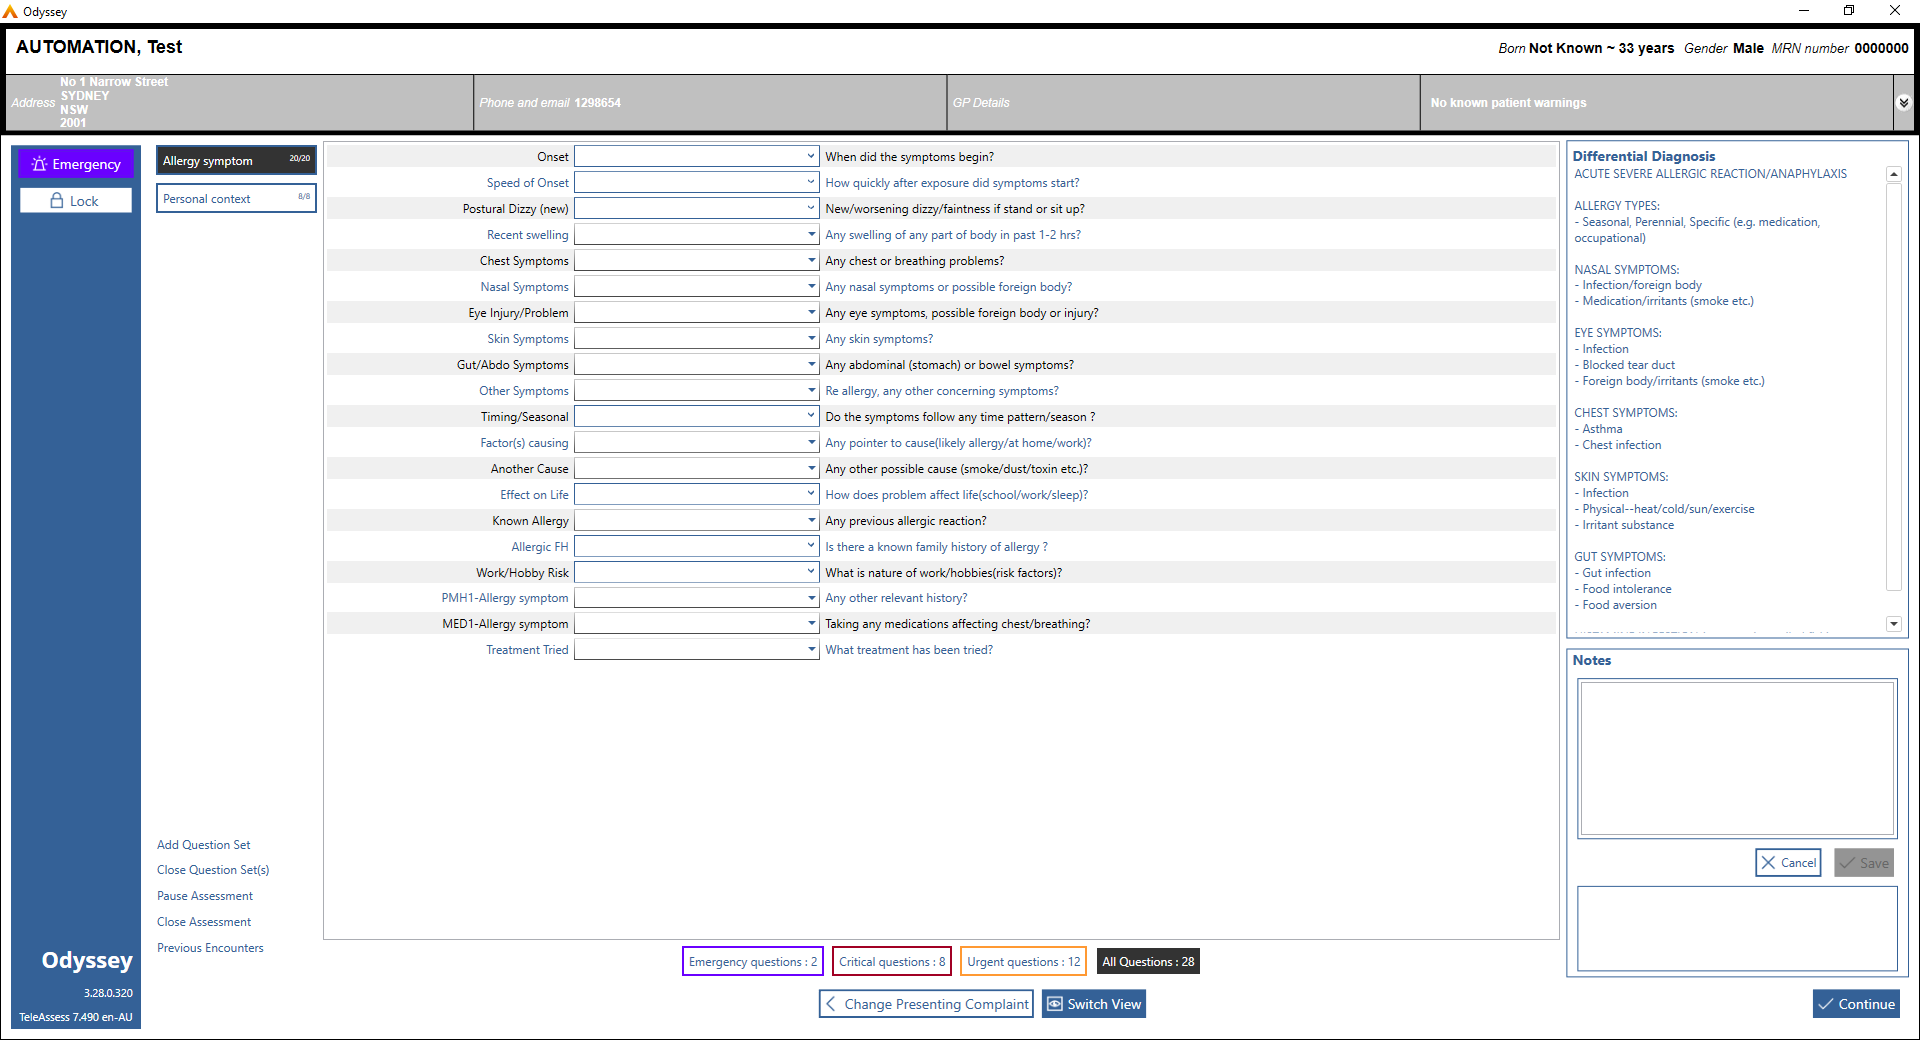 Odyssey
AUTOMATION, Test
Born Not Known ~ 33 years Gender Male MRN number 0000000
Address No 1 Narrow Street
SYDNEY
NSW
2001
Phone and email 1298654
GP Details
No known patient warnings
Emergency
Lock
Allergy symptom 20/20
Personal context 8/8
Onset When did the symptoms begin?
Speed of Onset How quickly after exposure did symptoms start?
Postural Dizzy (new) New/worsening dizzy/faintness if stand or sit up?
Recent swelling Any swelling of any part of body in past 1-2 hrs?
Chest Symptoms Any chest or breathing problems?
Nasal Symptoms Any nasal symptoms or possible foreign body?
Eye Injury/Problem Any eye symptoms, possible foreign body or injury?
Skin Symptoms Any skin symptoms?
Gut/Abdo Symptoms Any abdominal (stomach) or bowel symptoms?
Other Symptoms Re allergy, any other concerning symptoms?
Timing/Seasonal Do the symptoms follow any time pattern/season ?
Factor(s) causing Any pointer to cause(likely allergy/at home/work)?
Another Cause Any other possible cause (smoke/dust/toxin etc.)?
Effect on Life How does problem affect life(school/work/sleep)?
Known Allergy Any previous allergic reaction?
Allergic FH Is there a known family history of allergy ?
Work/Hobby Risk What is nature of work/hobbies(risk factors)?
PMH1-Allergy symptom Any other relevant history?
MED1-Allergy symptom Taking any medications affecting chest/breathing?
Treatment Tried What treatment has been tried?
Differential Diagnosis
ACUTE SEVERE ALLERGIC REACTION/ANAPHYLAXIS
ALLERGY TYPES:
- Seasonal, Perennial, Specific (e.g. medication,
occupational)
NASAL SYMPTOMS:
- Infection/foreign body
- Medication/irritants (smoke etc.)
EYE SYMPTOMS:
- Infection
- Blocked tear duct
- Foreign body/irritants (smoke etc.)
CHEST SYMPTOMS:
- Asthma
- Chest infection
SKIN SYMPTOMS:
- Infection
- Physical--heat/cold/sun/exercise
- Irritant substance
GUT SYMPTOMS:
- Gut infection
- Food intolerance
- Food aversion
Notes
Cancel
Save
Add Question Set
Close Question Set(s)
Pause Assessment
Close Assessment
Previous Encounters
Odyssey
3.28.0.320
TeleAssess 7.490 en-AU
Emergency questions : 2
Critical questions : 8
Urgent questions : 12
All Questions : 28
Change Presenting Complaint
Switch View
Continue